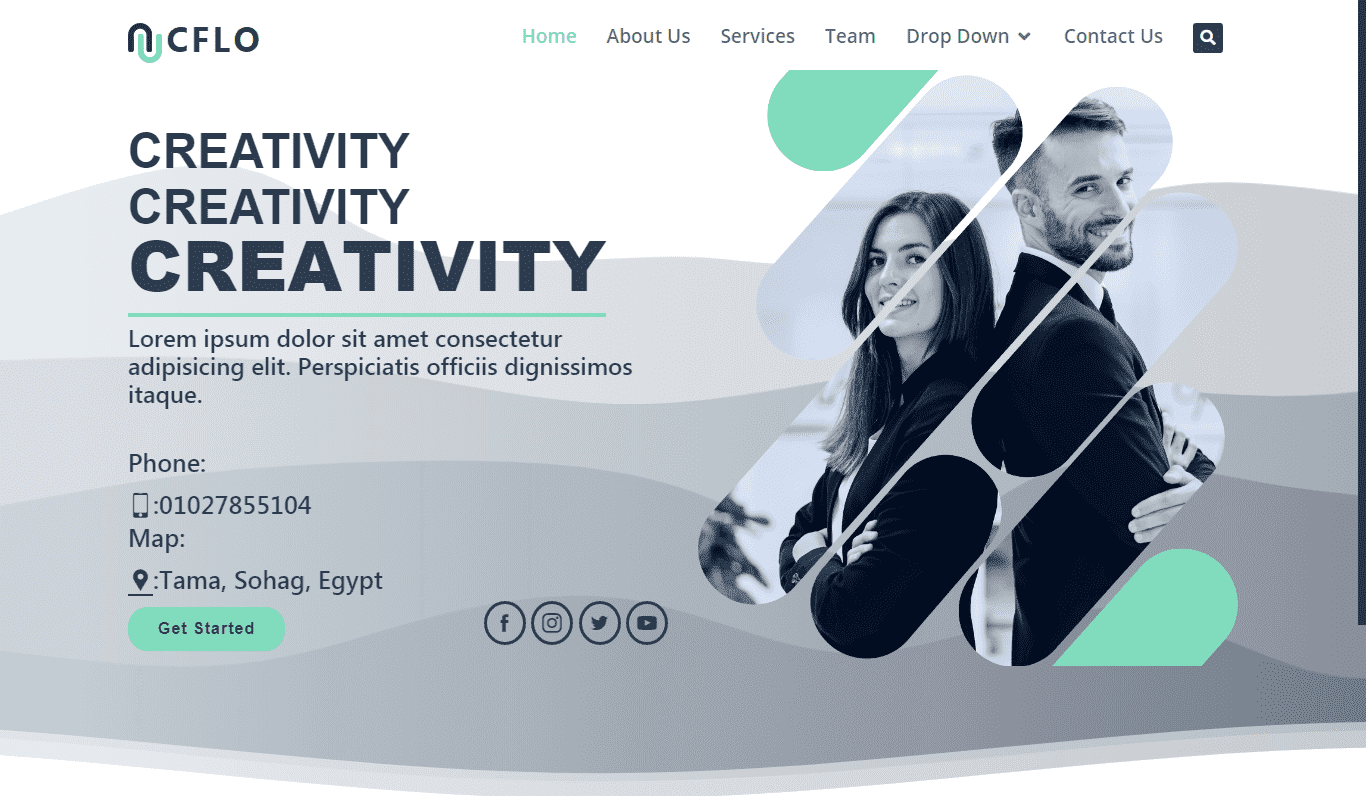 CFLO
Home About Us Services Team Drop Down Contact Us
CREATIVITY
CREATIVITY
CREATIVITY
Lorem ipsum dolor sit amet consectetur
adipisicing elit. Perspiciatis officiis dignissimos
itaque.
Phone:
:01027855104
Map:
:Tama, Sohag, Egypt
Get Started